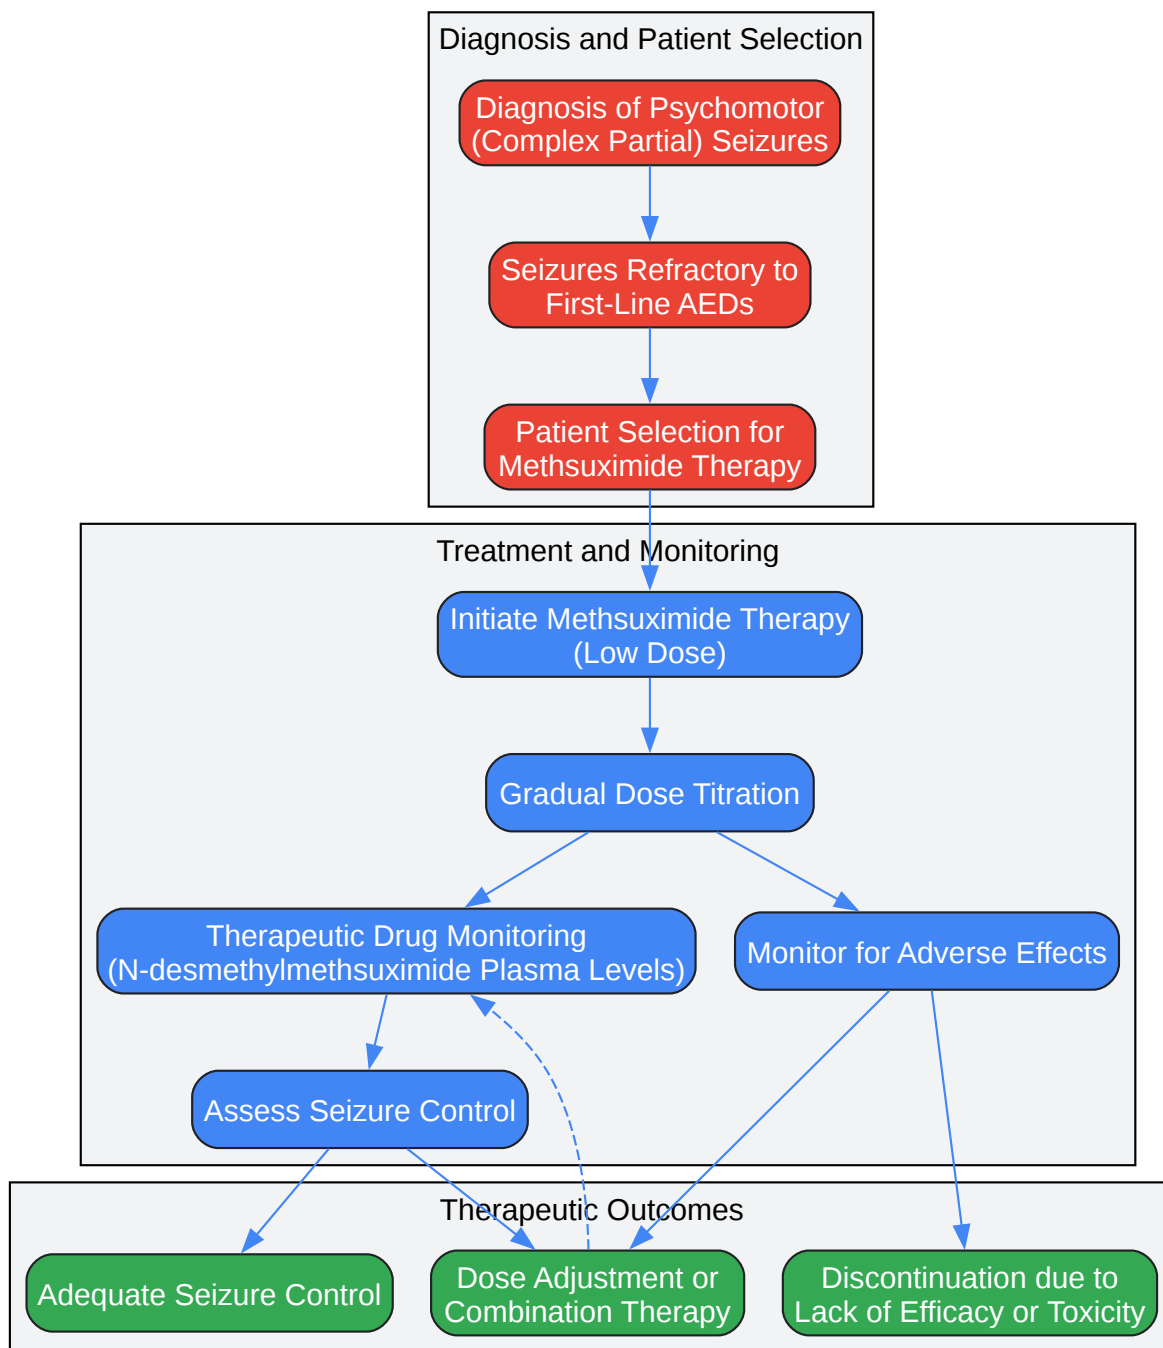 Diagnosis and Patient Selection
Diagnosis of Psychomotor
(Complex Partial) Seizures
Seizures Refractory to
First-Line AEDs
Patient Selection for
Methsuximide Therapy
Treatment and Monitoring
Initiate Methsuximide Therapy
(Low Dose)
Gradual Dose Titration
Therapeutic Drug Monitoring
(N-desmethylmethsuximide Plasma Levels)
Monitor for Adverse Effects
Assess Seizure Control
Therapeutic Outcomes
Adequate Seizure Control
Dose Adjustment or
Combination Therapy
Discontinuation due to
Lack of Efficacy or Toxicity